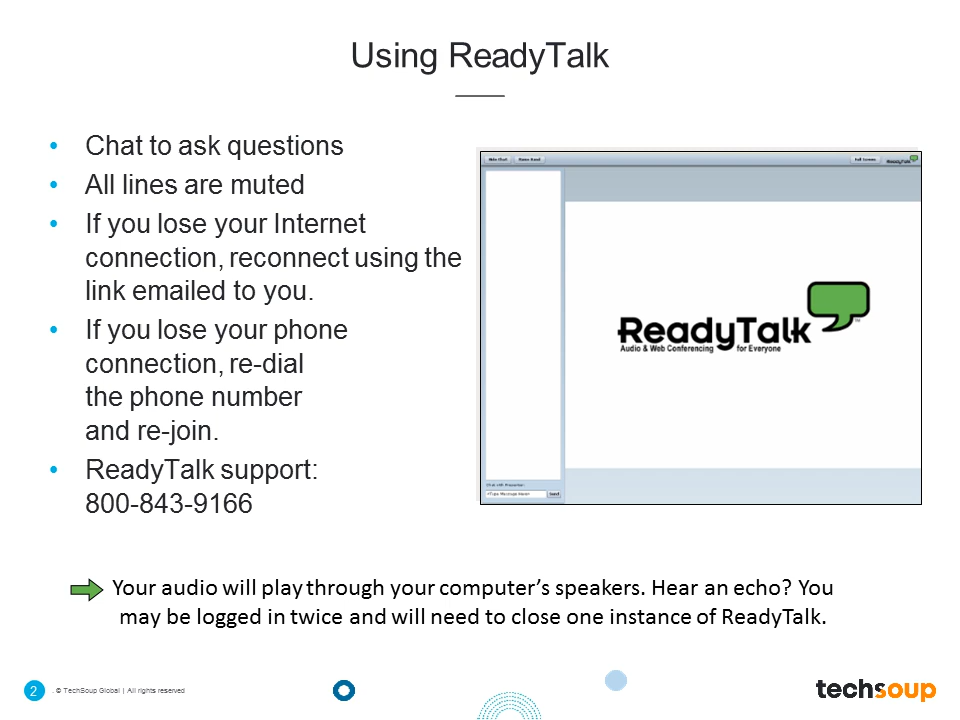 Using ReadyTalk
Chat to ask questions
All lines are muted
If you lose your Internet
connection, reconnect using the
link emailed to you.
If you lose your phone
connection, re-dial
the phone number
and re-join.
ReadyTalk support:
800-843-9166
Hide Chat Raise Hand Full Screen ReadyTalk
ReadyTalk
Audio & Web Conferencing for Everyone
Chat with Presenter:
<Type Message Here> Send
Your audio will play through your computer’s speakers. Hear an echo? You
may be logged in twice and will need to close one instance of ReadyTalk.
2 . © TechSoup Global | All rights reserved
techsoup